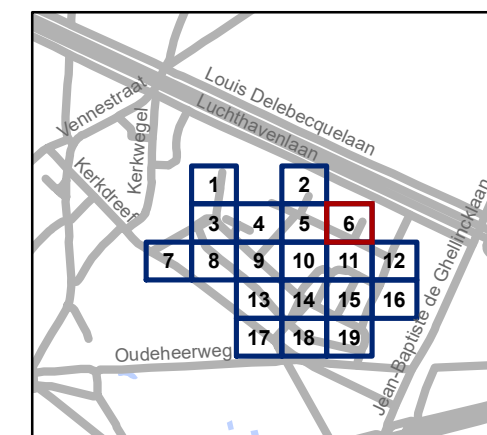 Louis Delebecquelaan
Luchthavenlaan
Vennestraat
Kerkwegel
Kerkdreef
1 2
3 4 5 6
7 8 9 10 11 12
13 14 15 16
17 18 19
Oudeheerweg
Jean-Baptiste de Ghellincklaan